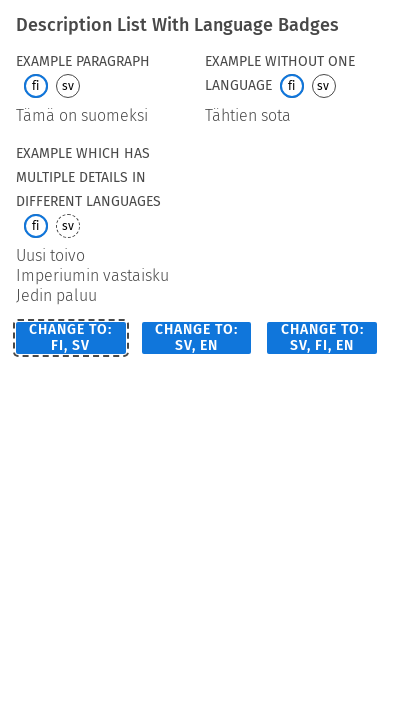 Description List With Language Badges
EXAMPLE PARAGRAPH
fi sv
Tämä on suomeksi
EXAMPLE WITHOUT ONE
LANGUAGE fi sv
Tähtien sota
EXAMPLE WHICH HAS
MULTIPLE DETAILS IN
DIFFERENT LANGUAGES
fi sv
Uusi toivo
Imperiumin vastaisku
Jedin paluu
CHANGE TO:
FI, SV
CHANGE TO:
SV, EN
CHANGE TO:
SV, FI, EN